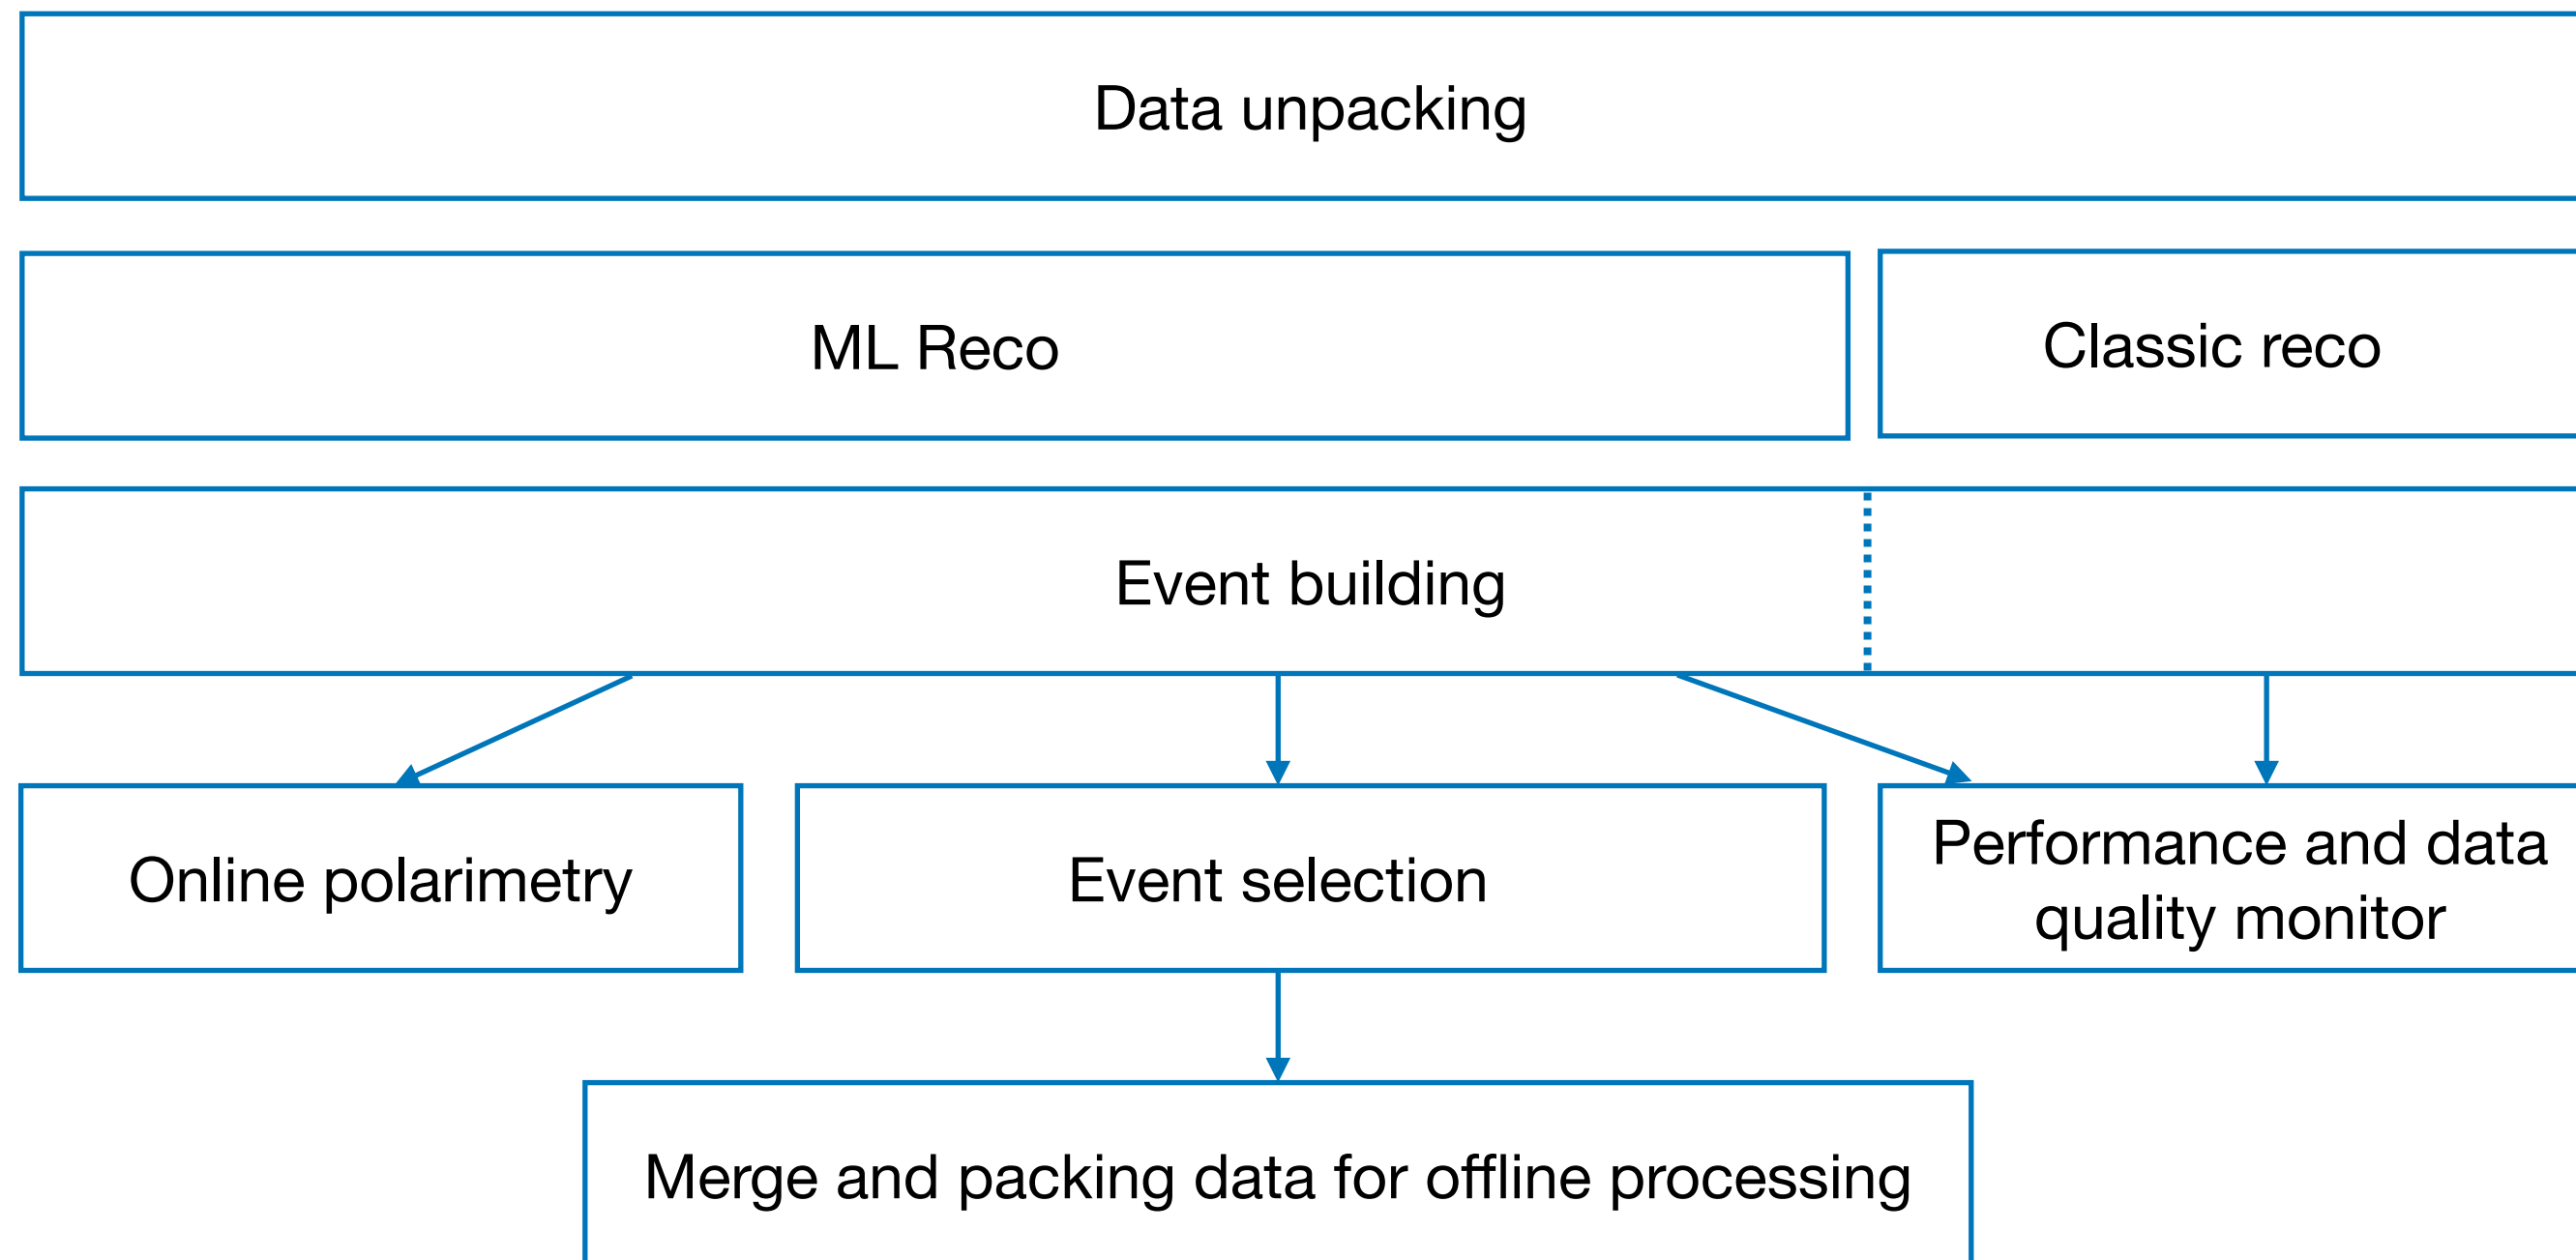 Data unpacking
ML Reco
Classic reco
Event building
Online polarimetry
Event selection
Performance and data
quality monitor
Merge and packing data for offline processing